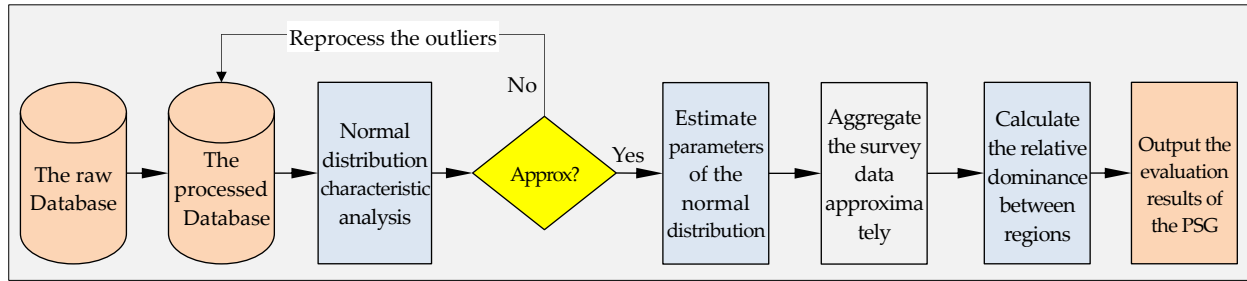 Reprocess the outliers
No
The raw
Database
The
processed
Database
Normal
distribution
characteristic
analysis
Approx?
Yes
Estimate
parameters
of the
normal
distribution
Aggregate
the survey
data
approxima
tely
Calculate
the relative
dominance
between
regions
Output the
evaluation
results of
the PSG